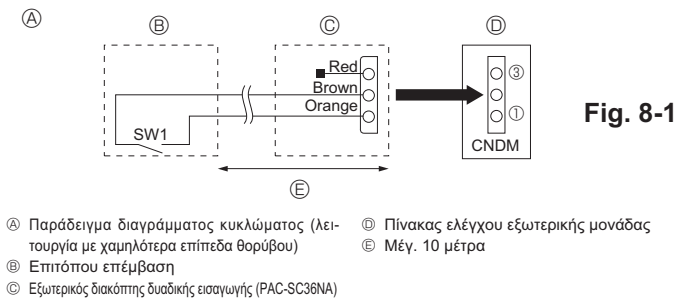 Ⓐ
Ⓑ
Ⓒ
Ⓓ
Red
Brown
Orange
③
①
SW1
CNDM
Fig. 8-1
Ⓔ
Ⓐ Παράδειγμα διαγράμματος κυκλώματος (λει-
τουργία με χαμηλότερα επίπεδα θορύβου)
Ⓑ Επιτόπου επέμβαση
Ⓒ Εξωτερικός διακόπτης δυαδικής εισαγωγής (PAC-SC36NA)
Ⓓ Πίνακας ελέγχου εξωτερικής μονάδας
Ⓔ Μέγ. 10 μέτρα